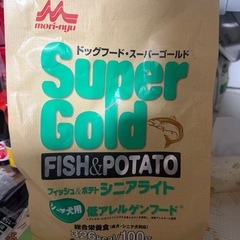 mori-nyu
ドッグフード・スーパーゴールド
Super
Gold
FISH&POTATO
フィッシュ&ポテト シニアライト
シニア犬用 低アレルゲンフード
総合栄養食
326kcal/100g